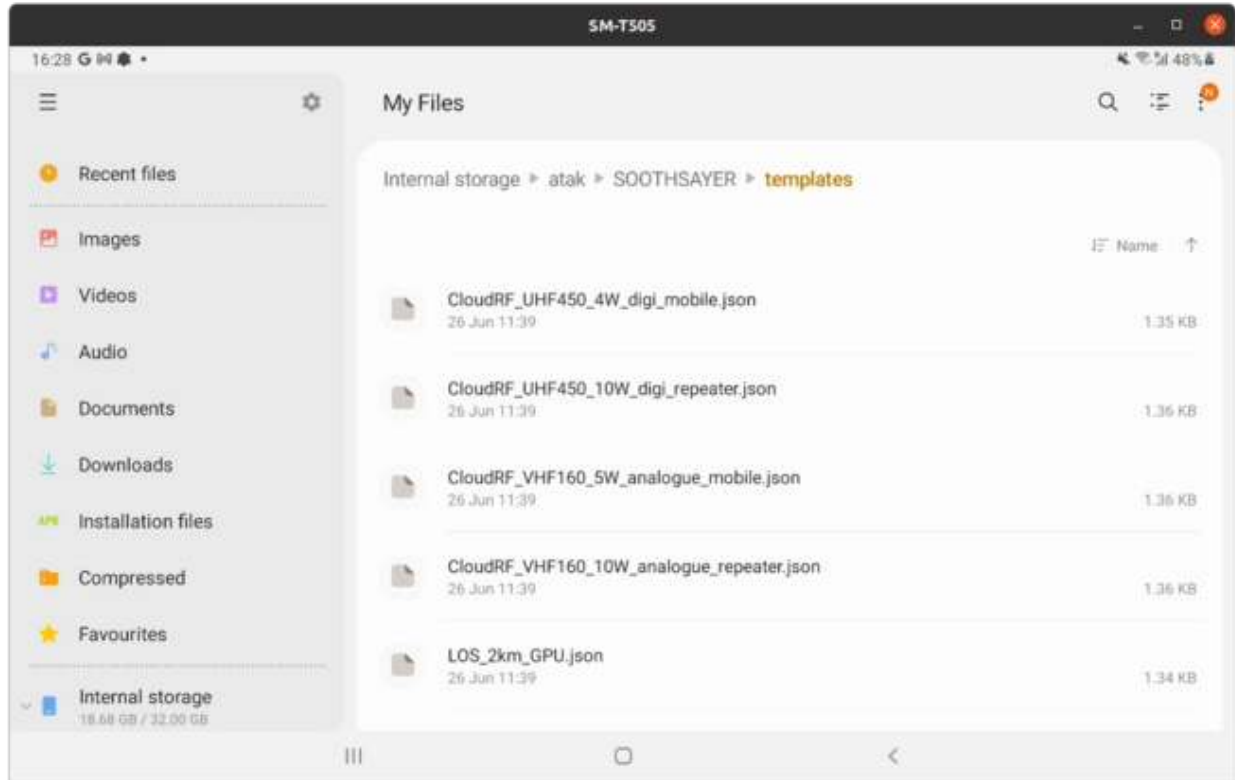 SM-T505
16:28 G
48%
My Files
N
Recent files
Images
Videos
Audio
Documents
Downloads
APK Installation files
Compressed
Favourites
Internal storage
18.68 GB / 32.00 GB
Internal storage atak SOOTHSAYER templates
Name
CloudRF_UHF450_4W_digi_mobile.json
26 Jun 11:39
1.35 KB
CloudRF_UHF450_10W_digi_repeater.json
26 Jun 11:39
1.36 KB
CloudRF_VHF160_5W_analogue_mobile.json
26 Jun 11:39
1.36 KB
CloudRF_VHF160_10W_analogue_repeater.json
26 Jun 11:39
1.36 KB
LOS_2km_GPU.json
26 Jun 11:39
1.34 KB